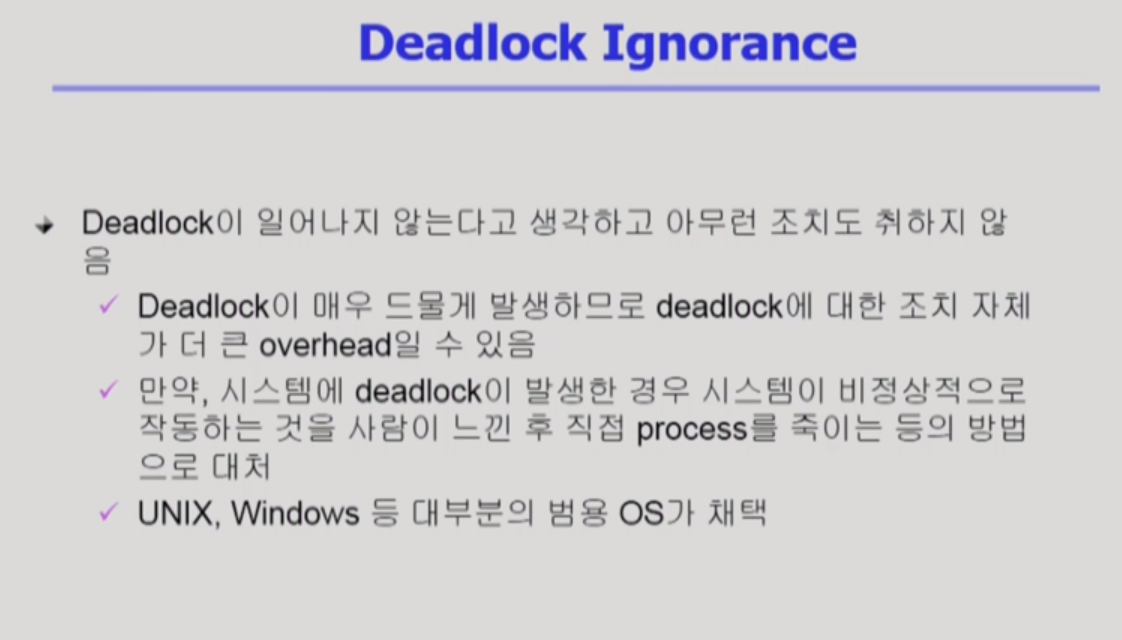 Deadlock Ignorance
Deadlock이 일어나지 않는다고 생각하고 아무런 조치도 취하지 않
음
Deadlock이 매우 드물게 발생하므로 deadlock에 대한 조치 자체
가 더 큰 overhead일 수 있음
만약, 시스템에 deadlock이 발생한 경우 시스템이 비정상적으로
작동하는 것을 사람이 느낀 후 직접 process를 죽이는 등의 방법
으로 대처
UNIX, Windows 등 대부분의 범용 OS가 채택